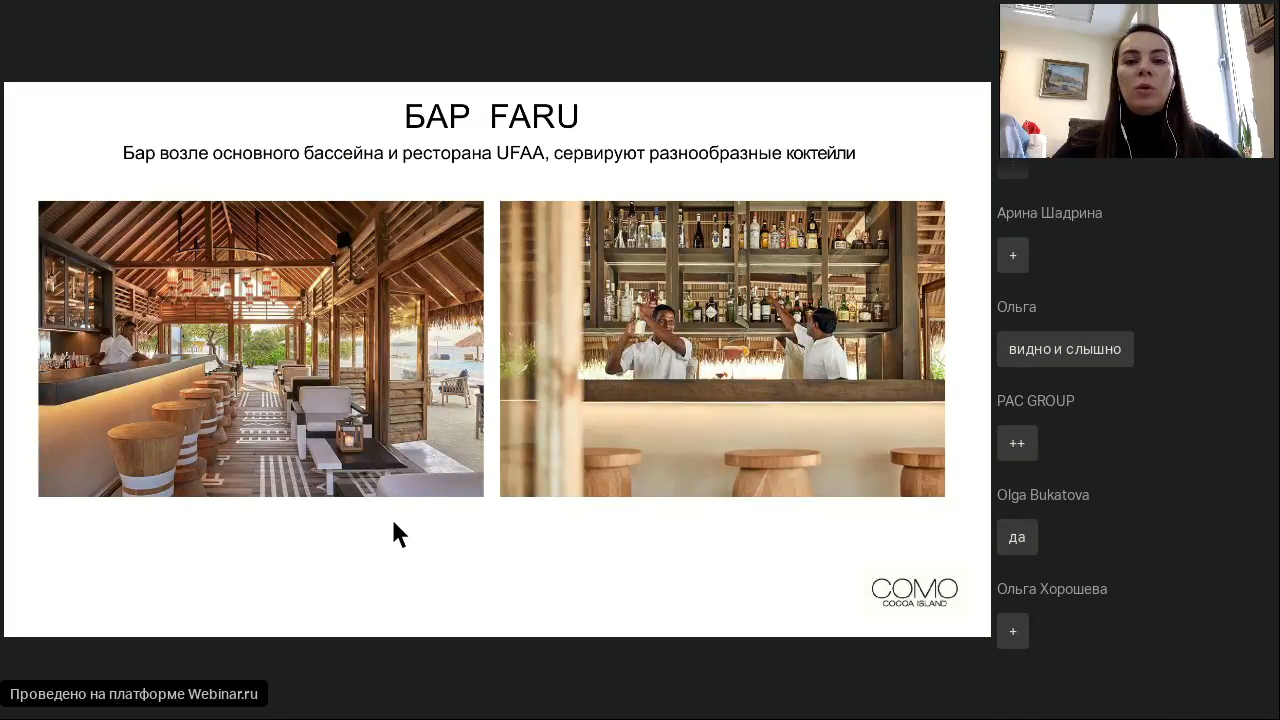 БАР FARU
Бар возле основного бассейна и ресторана UFAA, сервируют разнообразные коктейли
COMO
COCOA ISLAND
Арина Шадрина
+
Ольга
видно и слышно
PAC GROUP
++
Olga Bukatova
да
Ольга Хорошева
+
Проведено на платформе Webinar.ru